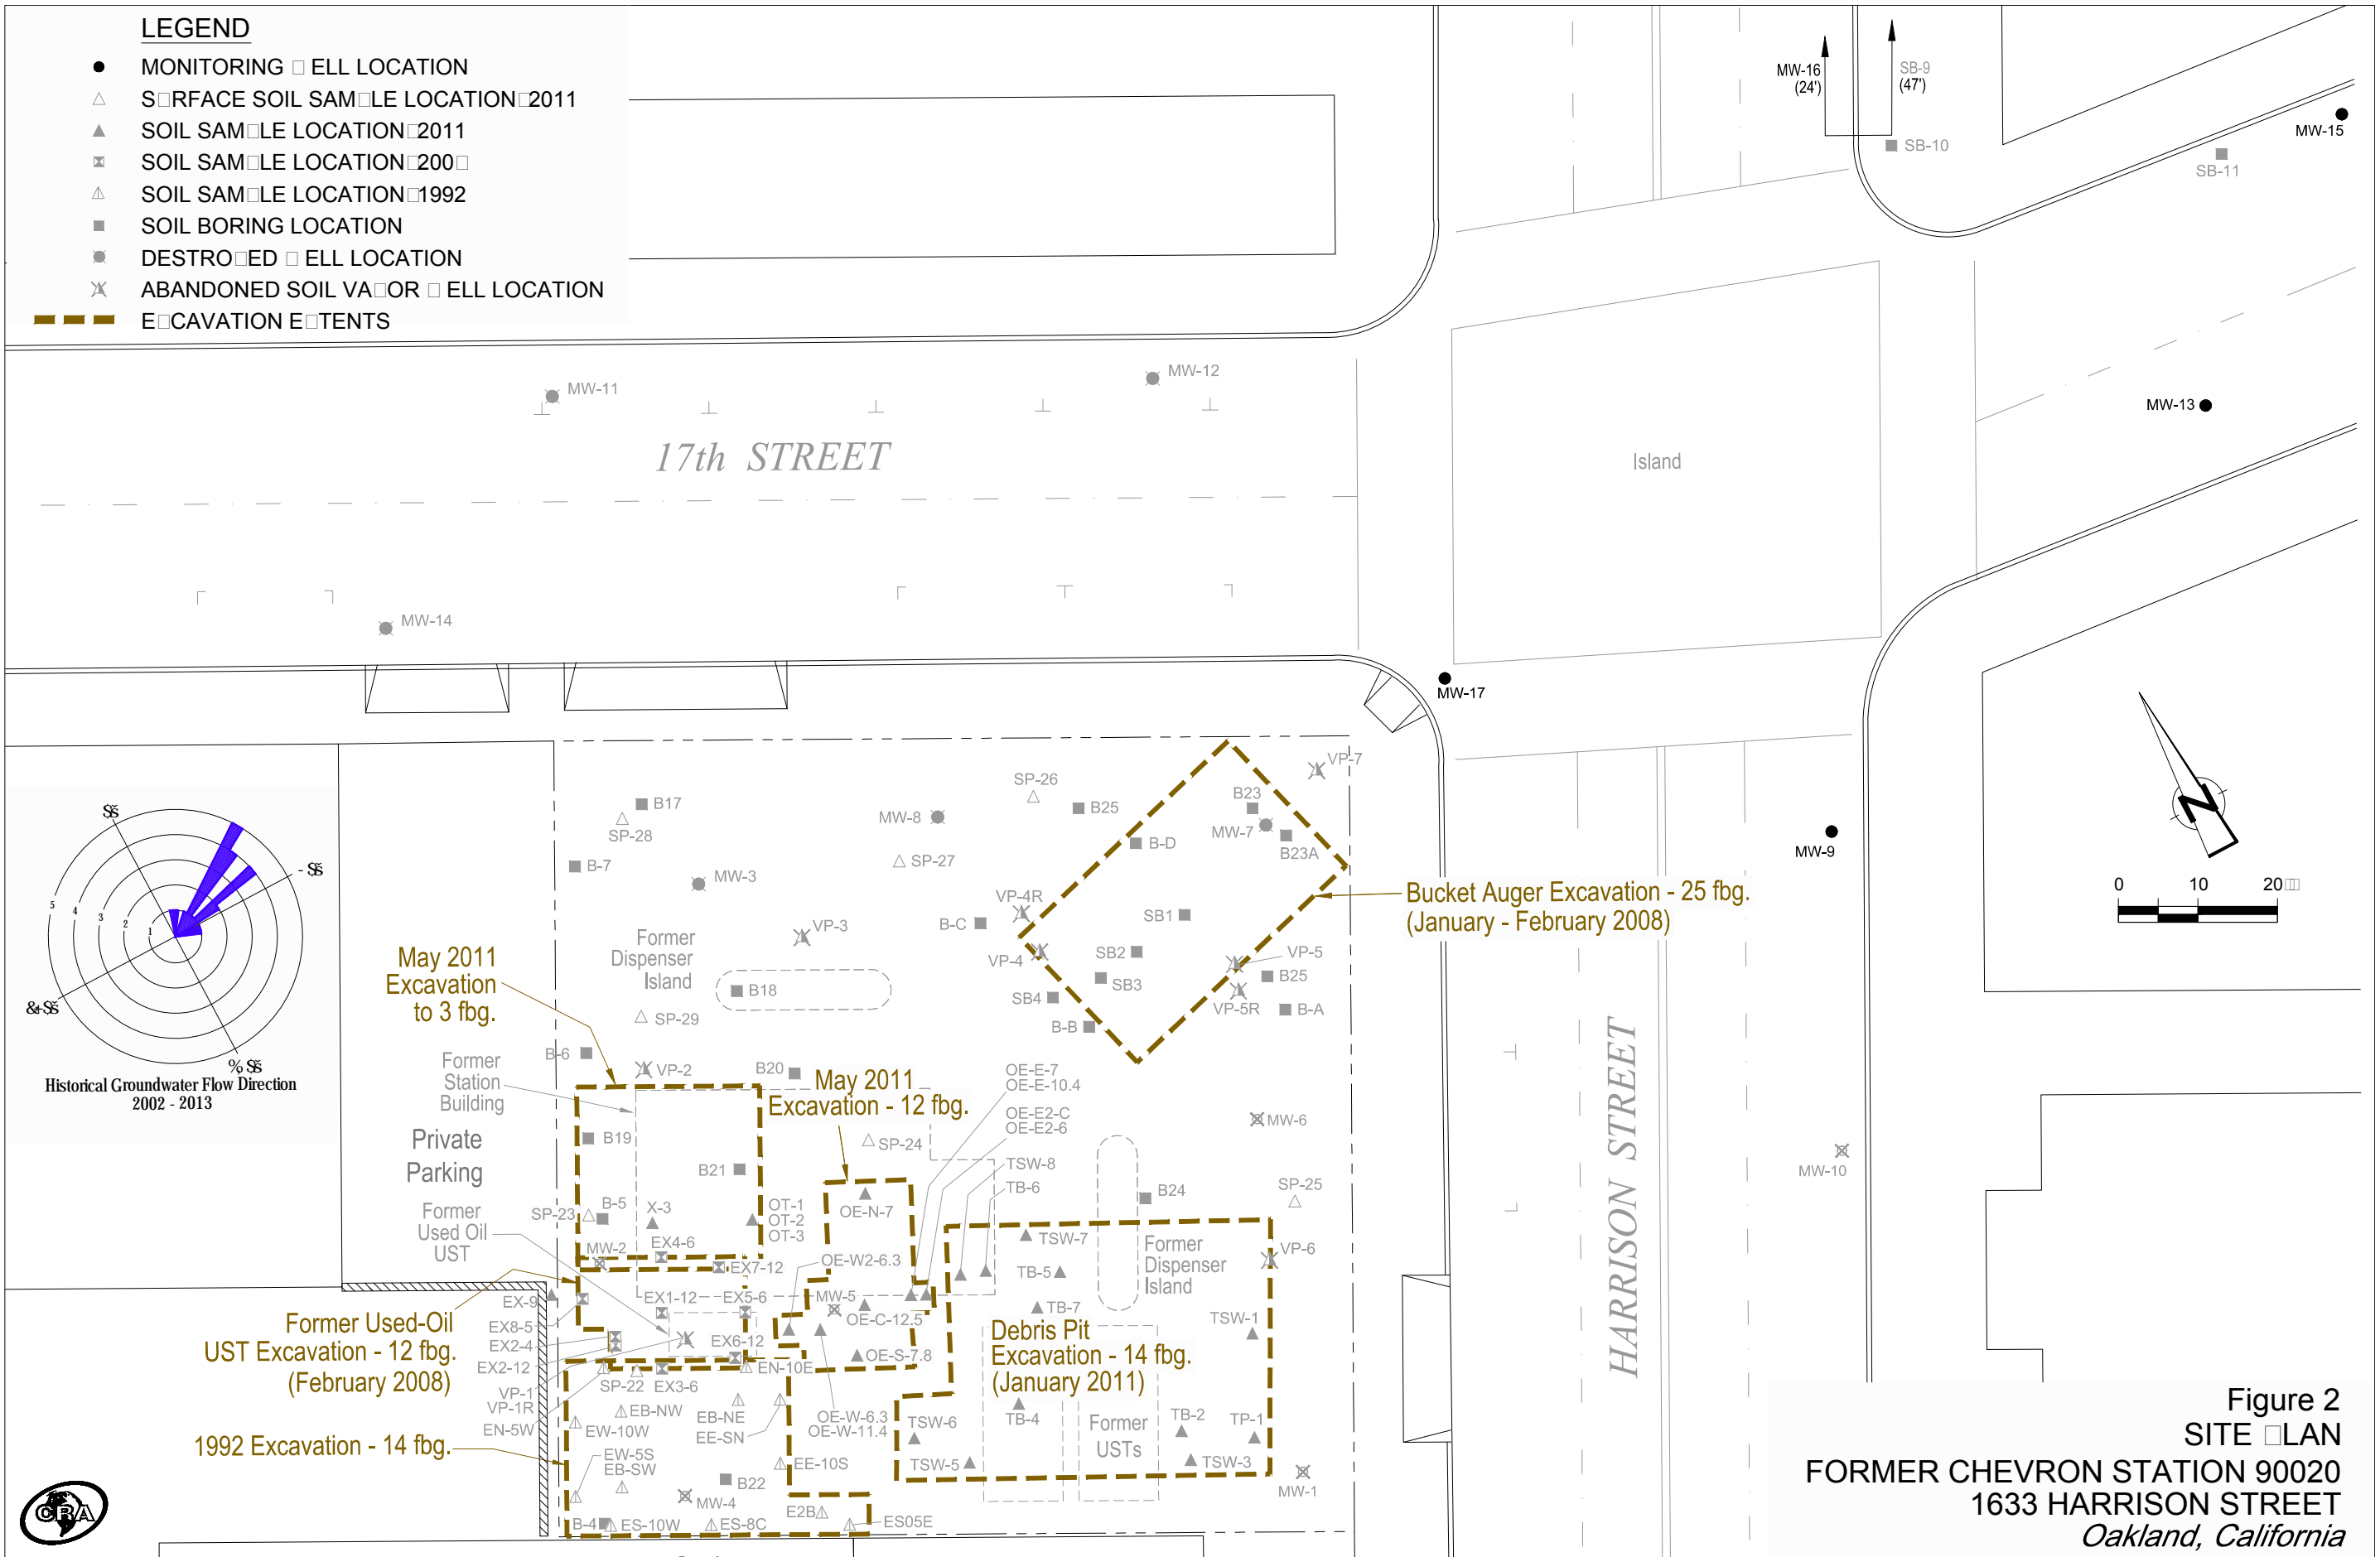 LEGEND
MONITORING □ ELL LOCATION
S□RFACE SOIL SAM□LE LOCATION□2011
SOIL SAM□LE LOCATION□2011
SOIL SAM□LE LOCATION□200□
SOIL SAM□LE LOCATION□1992
SOIL BORING LOCATION
DESTRO□ED □ ELL LOCATION
ABANDONED SOIL VA□OR □ ELL LOCATION
E□CAVATION E□TENTS
MW-16
(24')
SB-9
(47')
SB-10
MW-15
SB-11
MW-11
MW-12
MW-13
17th STREET
Island
MW-14
MW-17
MW-9
N
0 10 20□□
5
4
3
2
1
Historical Groundwater Flow Direction
2002 - 2013
VP-7
SP-26
B25
B23
MW-7
B23A
B17
SP-28
MW-8
B-D
SP-27
B-7
MW-3
VP-4R
B-C
SB1
VP-3
Bucket Auger Excavation - 25 fbg.
(January - February 2008)
Former
Dispenser
Island
VP-4
SB2
SB3
VP-5
B25
SB4
VP-5R
B-A
B-B
B18
SP-29
May 2011
Excavation
to 3 fbg.
B-6
VP-2
B20
Former
Station
Building
May 2011
Excavation - 12 fbg.
OE-E-7
OE-E-10.4
OE-E2-C
OE-E2-6
TSW-8
TB-6
MW-6
MW-10
HARRISON STREET
Private
Parking
B19
B21
SP-24
B24
SP-25
Former
Used Oil
UST
SP-23
B-5
X-3
OT-1
OT-2
OT-3
OE-N-7
MW-2
EX4-6
EX7-12
OE-W2-6.3
TSW-7
TB-5
Former
Dispenser
Island
VP-6
EX-9
EX8-5
EX2-4
EX2-12
VP-1
VP-1R
EN-5W
EX1-12
EX5-6
EX6-12
MW-5
OE-C-12.5
OE-S-7.8
TB-7
TSW-1
Former Used-Oil
UST Excavation - 12 fbg.
(February 2008)
Debris Pit
Excavation - 14 fbg.
(January 2011)
SP-22
EX3-6
EN-10E
EB-NW
EW-10W
EB-NE
EE-SN
OE-W-6.3
OE-W-11.4
TSW-6
TSW-5
TB-4
Former
USTs
TB-2
TP-1
TSW-3
MW-1
1992 Excavation - 14 fbg.
EW-5S
EB-SW
EE-10S
B22
MW-4
B-4
ES-10W
ES-8C
E2B
ES05E
CRA
Figure 2
SITE □LAN
FORMER CHEVRON STATION 90020
1633 HARRISON STREET
Oakland, California